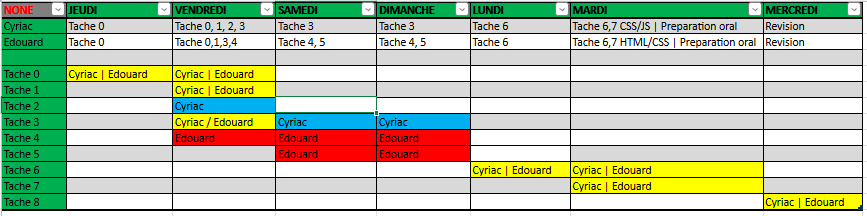 NONE JEUDI VENDREDI SAMEDI DIMANCHE LUNDI MARDI MERCREDI
Cyriac Tache 0 Tache 0, 1, 2, 3 Tache 3 Tache 3 Tache 6 Tache 6,7 CSS/JS | Preparation oral Revision
Edouard Tache 0 Tache 0,1,3,4 Tache 4, 5 Tache 4, 5 Tache 6 Tache 6,7 HTML/CSS | Preparation oral Revision
Tache 0 Cyriac | Edouard Cyriac | Edouard
Tache 1 Cyriac | Edouard
Tache 2 Cyriac
Tache 3 Cyriac / Edouard Cyriac Cyriac
Tache 4 Edouard Edouard Edouard
Tache 5 Edouard Edouard
Tache 6 Cyriac | Edouard Cyriac | Edouard
Tache 7 Cyriac | Edouard
Tache 8 Cyriac | Edouard